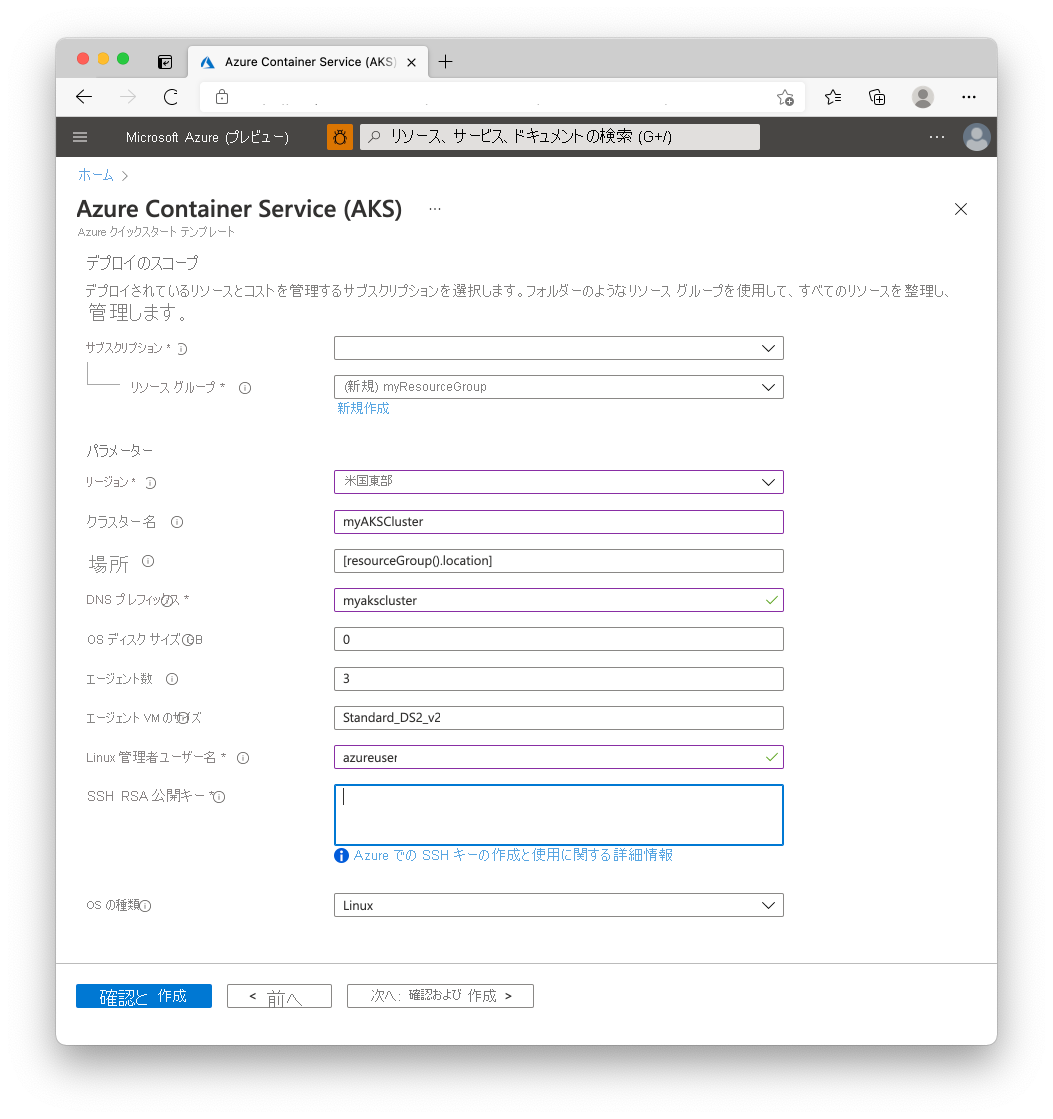 Azure Container Service (AKS)
Microsoft Azure (プレビュー)
リソース、サービス、ドキュメントの検索 (G+/)
ホーム
Azure Container Service (AKS)
Azure クイックスタート テンプレート
デプロイのスコープ
デプロイされているリソースとコストを管理するサブスクリプションを選択します。フォルダーのようなリソース グループを使用して、すべてのリソースを整理し、
管理します。
サブスクリプション *
リソース グループ *
(新規) myResourceGroup
新規作成
パラメーター
リージョン *
米国東部
クラスター名
myAKSCluster
場所
[resourceGroup().location]
DNS プレフィックス *
myakscluster
OS ディスク サイズ GB
0
エージェント数
3
エージェント VM のサイズ
Standard_DS2_v2
Linux 管理者ユーザー名 *
azureuser
SSH RSA 公開キー *
Azure での SSH キーの作成と使用に関する詳細情報
OS の種類
Linux
確認と 作成
< 前へ
次へ: 確認および 作成 >